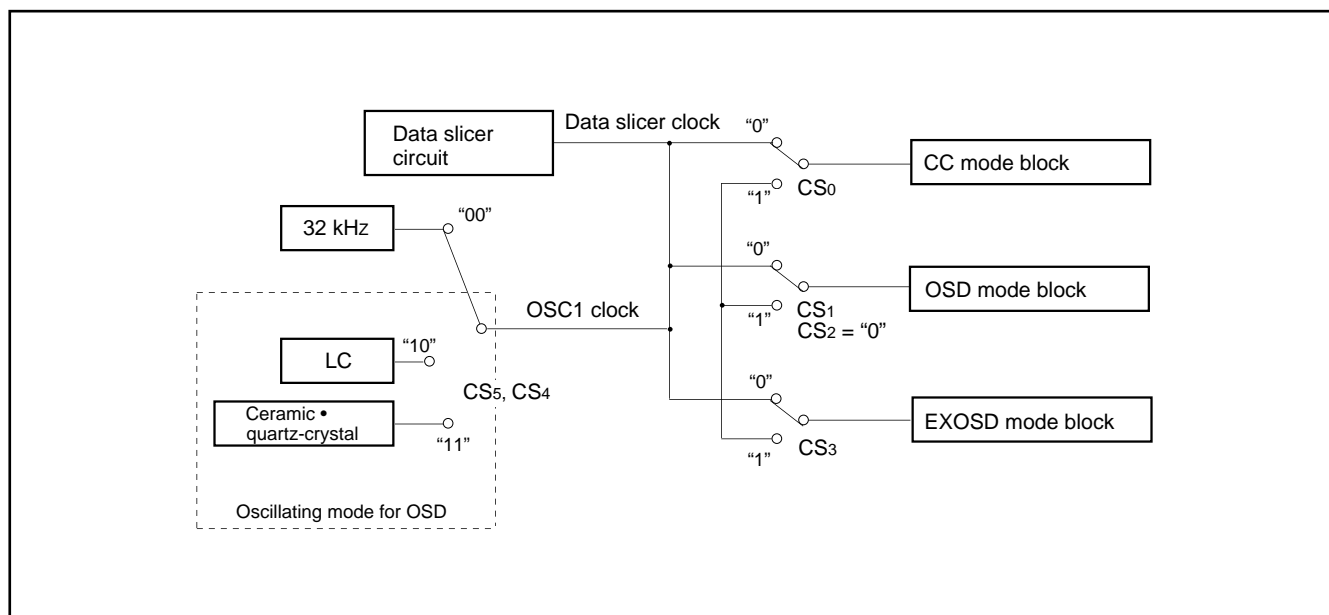 Data slicer
circuit
Data slicer clock
“0”
CC mode block
“1”
CS0
32 kHz
“00”
“0”
OSD mode block
“1”
CS1
CS2 = “0”
OSC1 clock
LC
“10”
CS5, CS4
“0”
Ceramic •
quartz-crystal
“11”
EXOSD mode block
“1”
CS3
Oscillating mode for OSD